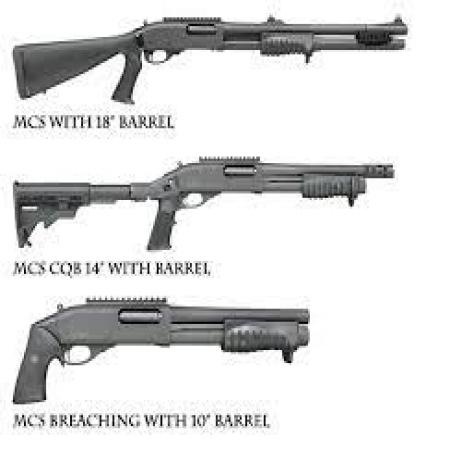 MCS WITH 18" BARREL
MCS CQB 14" WITH BARREL
MCS BREACHING WITH 10" BARREL